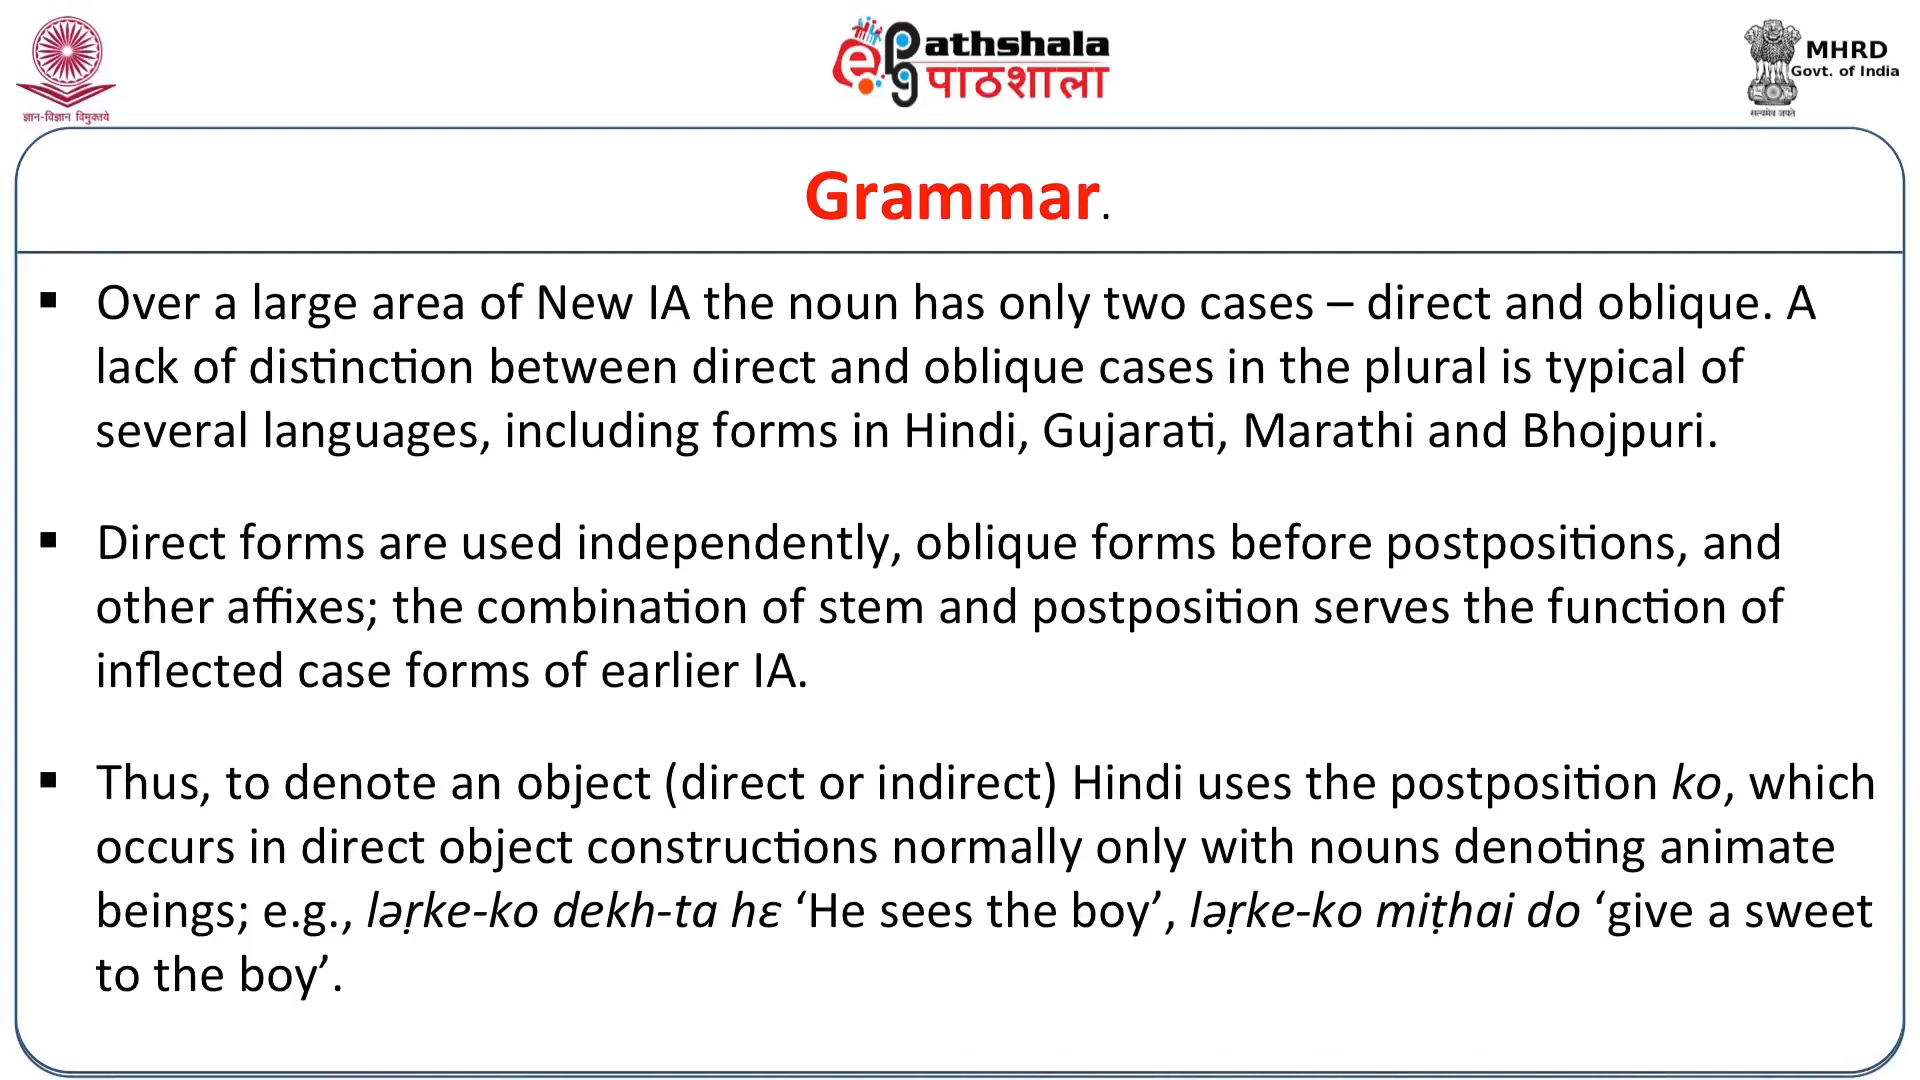 ज्ञान-विज्ञान विमुक्तये
epg Pathshala
पाठशाला
MHRD
Govt. of India
सत्यमेव जयते
Grammar.
▪ Over a large area of New IA the noun has only two cases – direct and oblique. A
lack of distinction between direct and oblique cases in the plural is typical of
several languages, including forms in Hindi, Gujarati, Marathi and Bhojpuri.
▪ Direct forms are used independently, oblique forms before postpositions, and
other affixes; the combination of stem and postposition serves the function of
inflected case forms of earlier IA.
▪ Thus, to denote an object (direct or indirect) Hindi uses the postposition ko, which
occurs in direct object constructions normally only with nouns denoting animate
beings; e.g., ləṛke-ko dekh-ta hɛ ‘He sees the boy’, ləṛke-ko miṭhai do ‘give a sweet
to the boy’.